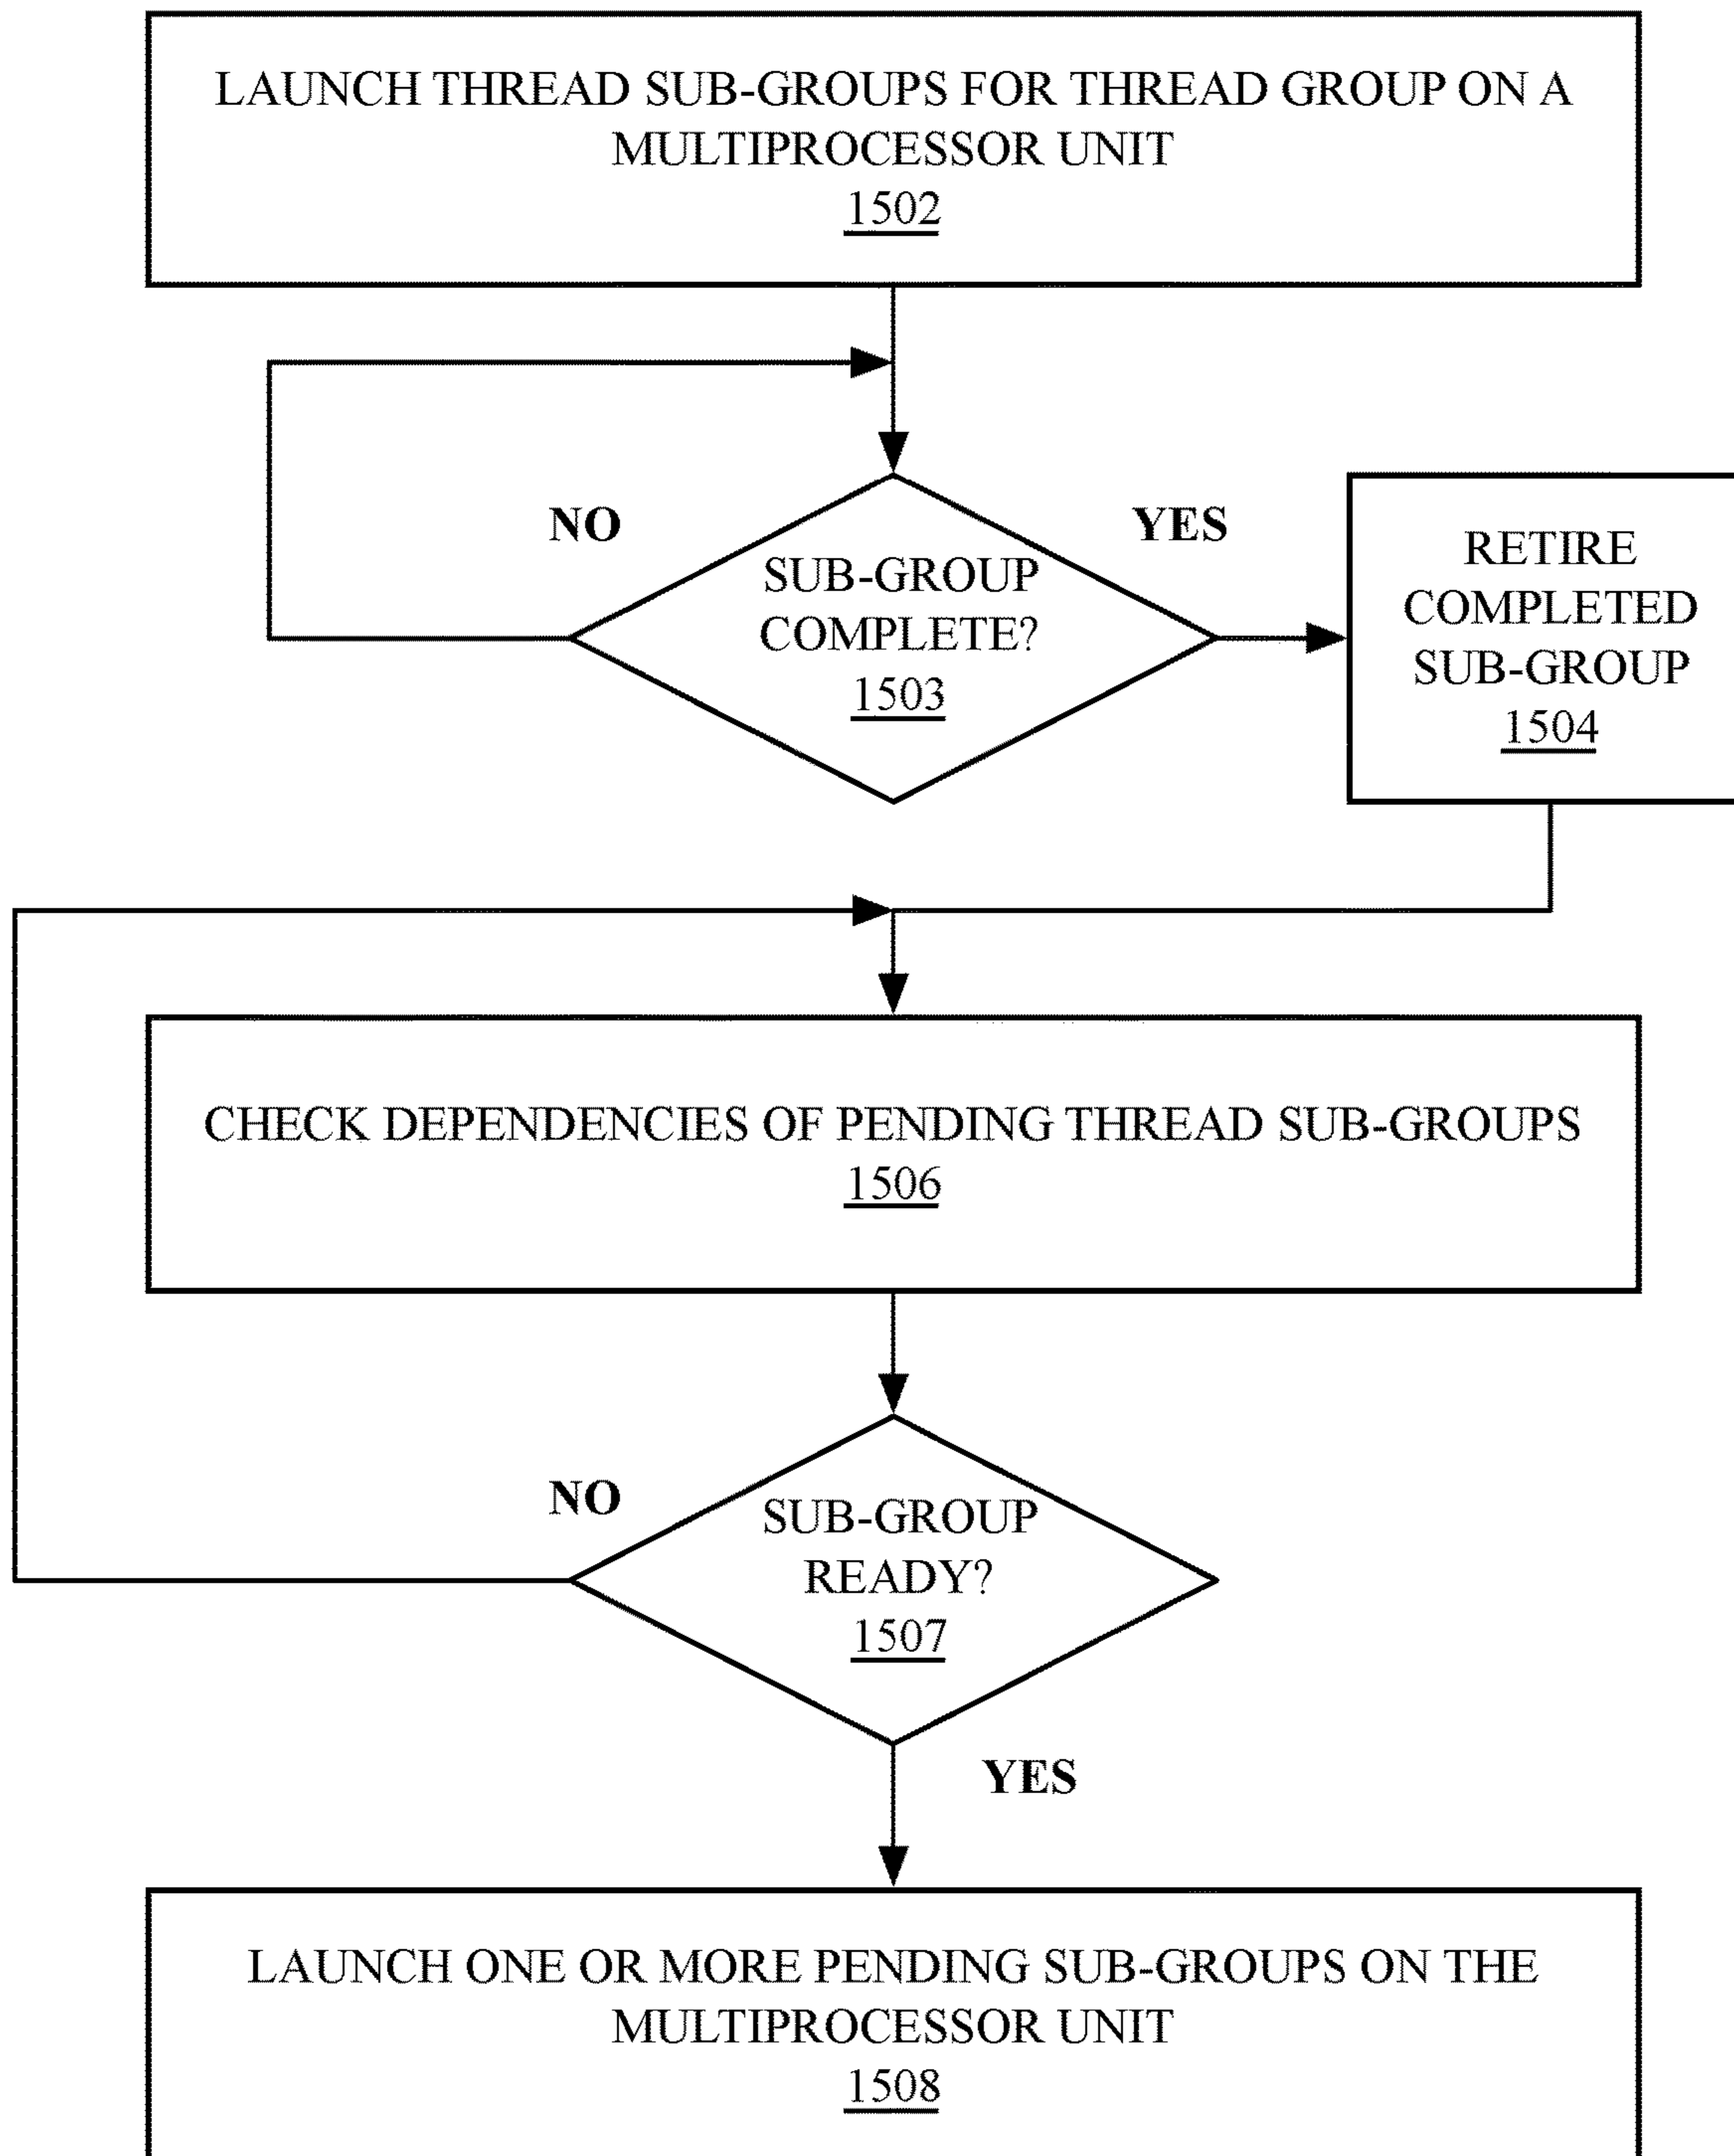 LAUNCH THREAD SUB-GROUPS FOR THREAD GROUP ON A
MULTIPROCESSOR UNIT
1502
NO
YES
SUB-GROUP
COMPLETE?
1503
RETIRE
COMPLETED
SUB-GROUP
1504
CHECK DEPENDENCIES OF PENDING THREAD SUB-GROUPS
1506
NO
SUB-GROUP
READY?
1507
YES
LAUNCH ONE OR MORE PENDING SUB-GROUPS ON THE
MULTIPROCESSOR UNIT
1508